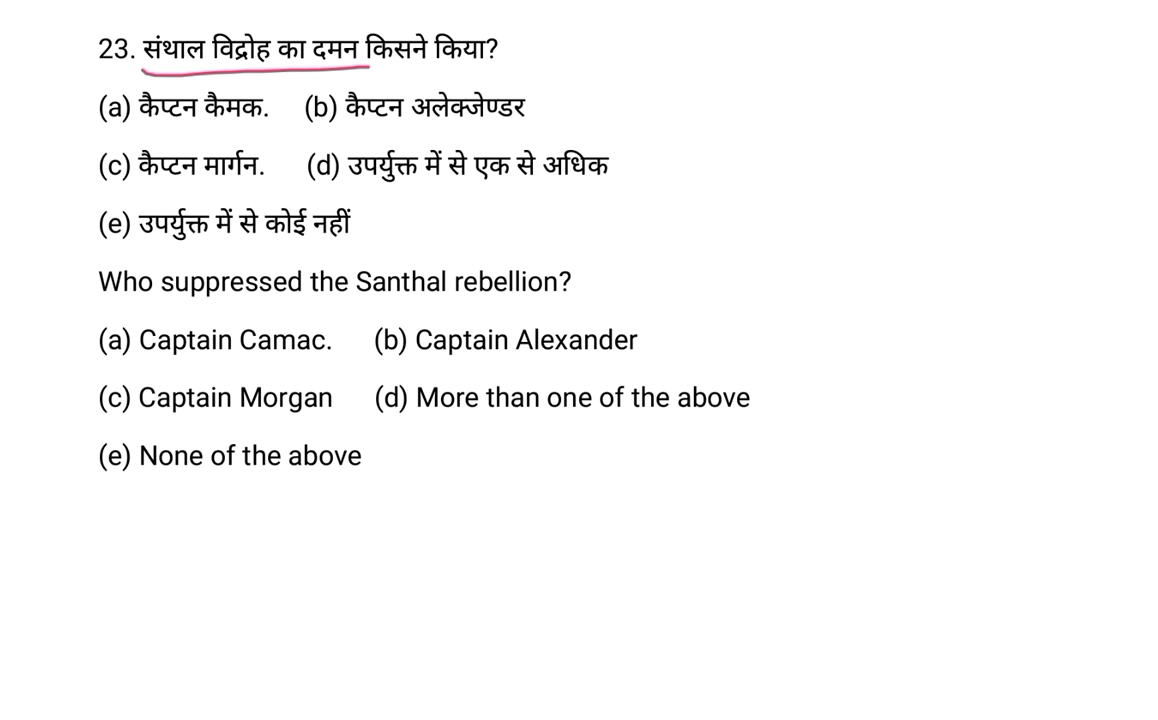 23. संथाल विद्रोह का दमन किसने किया?
(a) कैप्टन कैमक. (b) कैप्टन अलेक्जेण्डर
(c) कैप्टन मार्गन. (d) उपर्युक्त में से एक से अधिक
(e) उपर्युक्त में से कोई नहीं
Who suppressed the Santhal rebellion?
(a) Captain Camac. (b) Captain Alexander
(c) Captain Morgan (d) More than one of the above
(e) None of the above